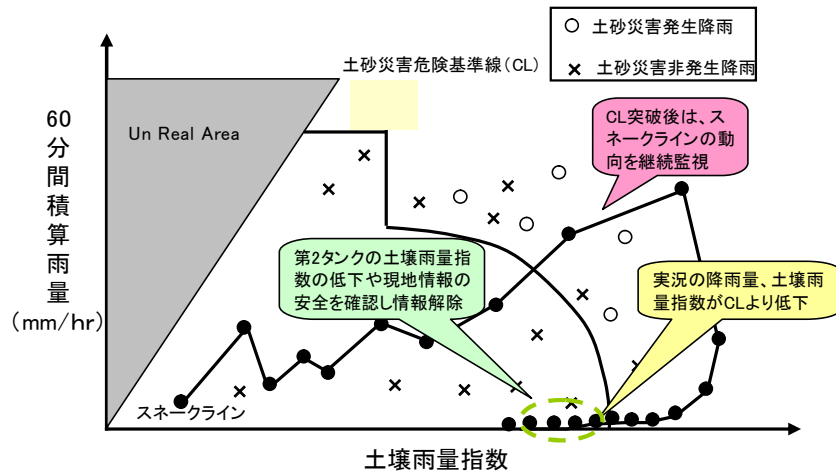 ○ 土砂災害発生降雨
× 土砂災害非発生降雨
土砂災害危険基準線(CL)
Un Real Area
CL突破後は、ス
ネークラインの動
向を継続監視
60
分
間
積
算
雨
量
(mm/hr)
第2タンクの土壌雨量指
数の低下や現地情報の
安全を確認し情報解除
実況の降雨量、土壌雨
量指数がCLより低下
スネークライン
土壌雨量指数